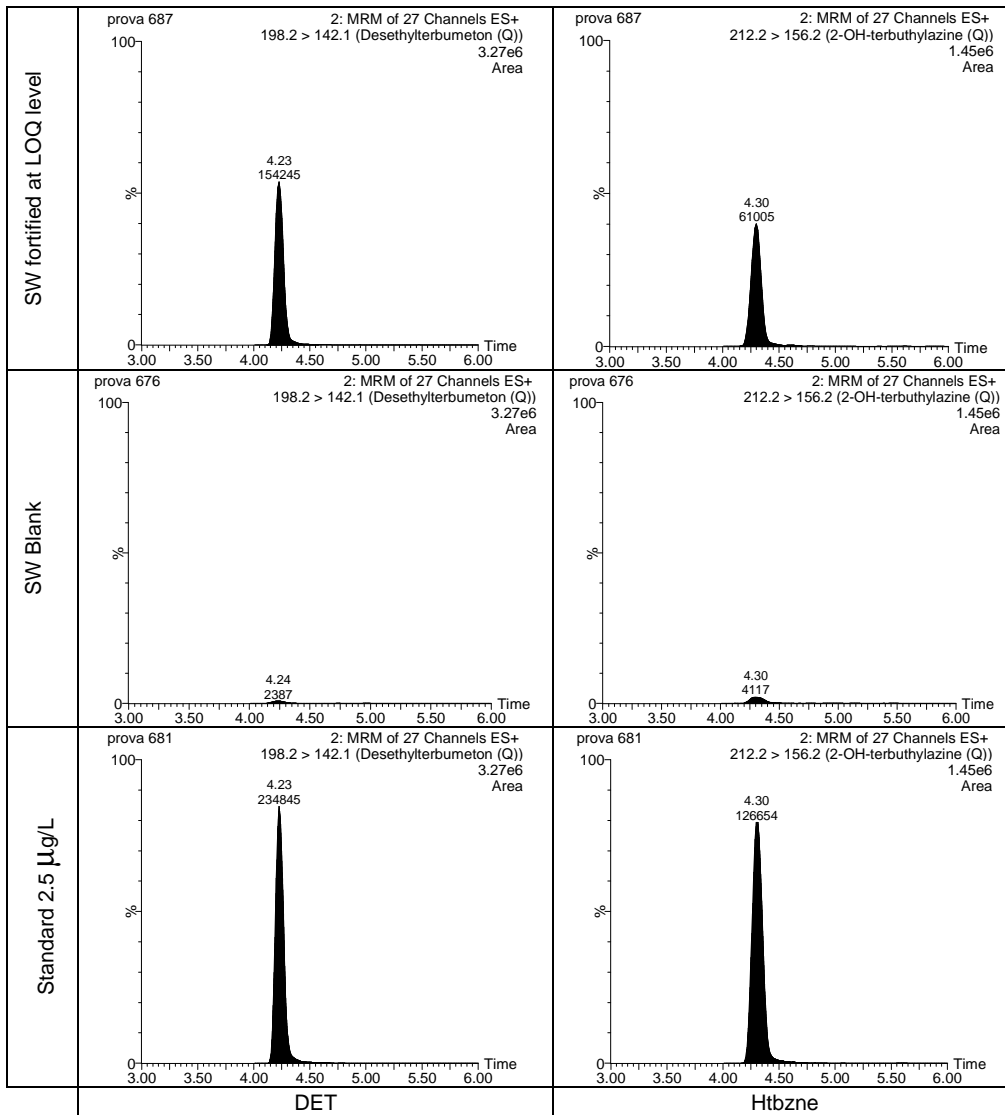 SW fortified at LOQ level
prova 687
2: MRM of 27 Channels ES+
198.2 > 142.1 (Desethylterbumeton (Q))
3.27e6
Area
100
%
0
4.23
154245
3.00 3.50 4.00 4.50 5.00 5.50 6.00
Time
prova 687
2: MRM of 27 Channels ES+
212.2 > 156.2 (2-OH-terbuthylazine (Q))
1.45e6
Area
100
%
0
4.30
61005
3.00 3.50 4.00 4.50 5.00 5.50 6.00
Time
SW Blank
prova 676
2: MRM of 27 Channels ES+
198.2 > 142.1 (Desethylterbumeton (Q))
3.27e6
Area
100
%
0
4.24
2387
3.00 3.50 4.00 4.50 5.00 5.50 6.00
Time
prova 676
2: MRM of 27 Channels ES+
212.2 > 156.2 (2-OH-terbuthylazine (Q))
1.45e6
Area
100
%
0
4.30
4117
3.00 3.50 4.00 4.50 5.00 5.50 6.00
Time
Standard 2.5 µg/L
prova 681
2: MRM of 27 Channels ES+
198.2 > 142.1 (Desethylterbumeton (Q))
3.27e6
Area
100
%
0
4.23
234845
3.00 3.50 4.00 4.50 5.00 5.50 6.00
Time
prova 681
2: MRM of 27 Channels ES+
212.2 > 156.2 (2-OH-terbuthylazine (Q))
1.45e6
Area
100
%
0
4.30
126654
3.00 3.50 4.00 4.50 5.00 5.50 6.00
Time
DET
Htbzne